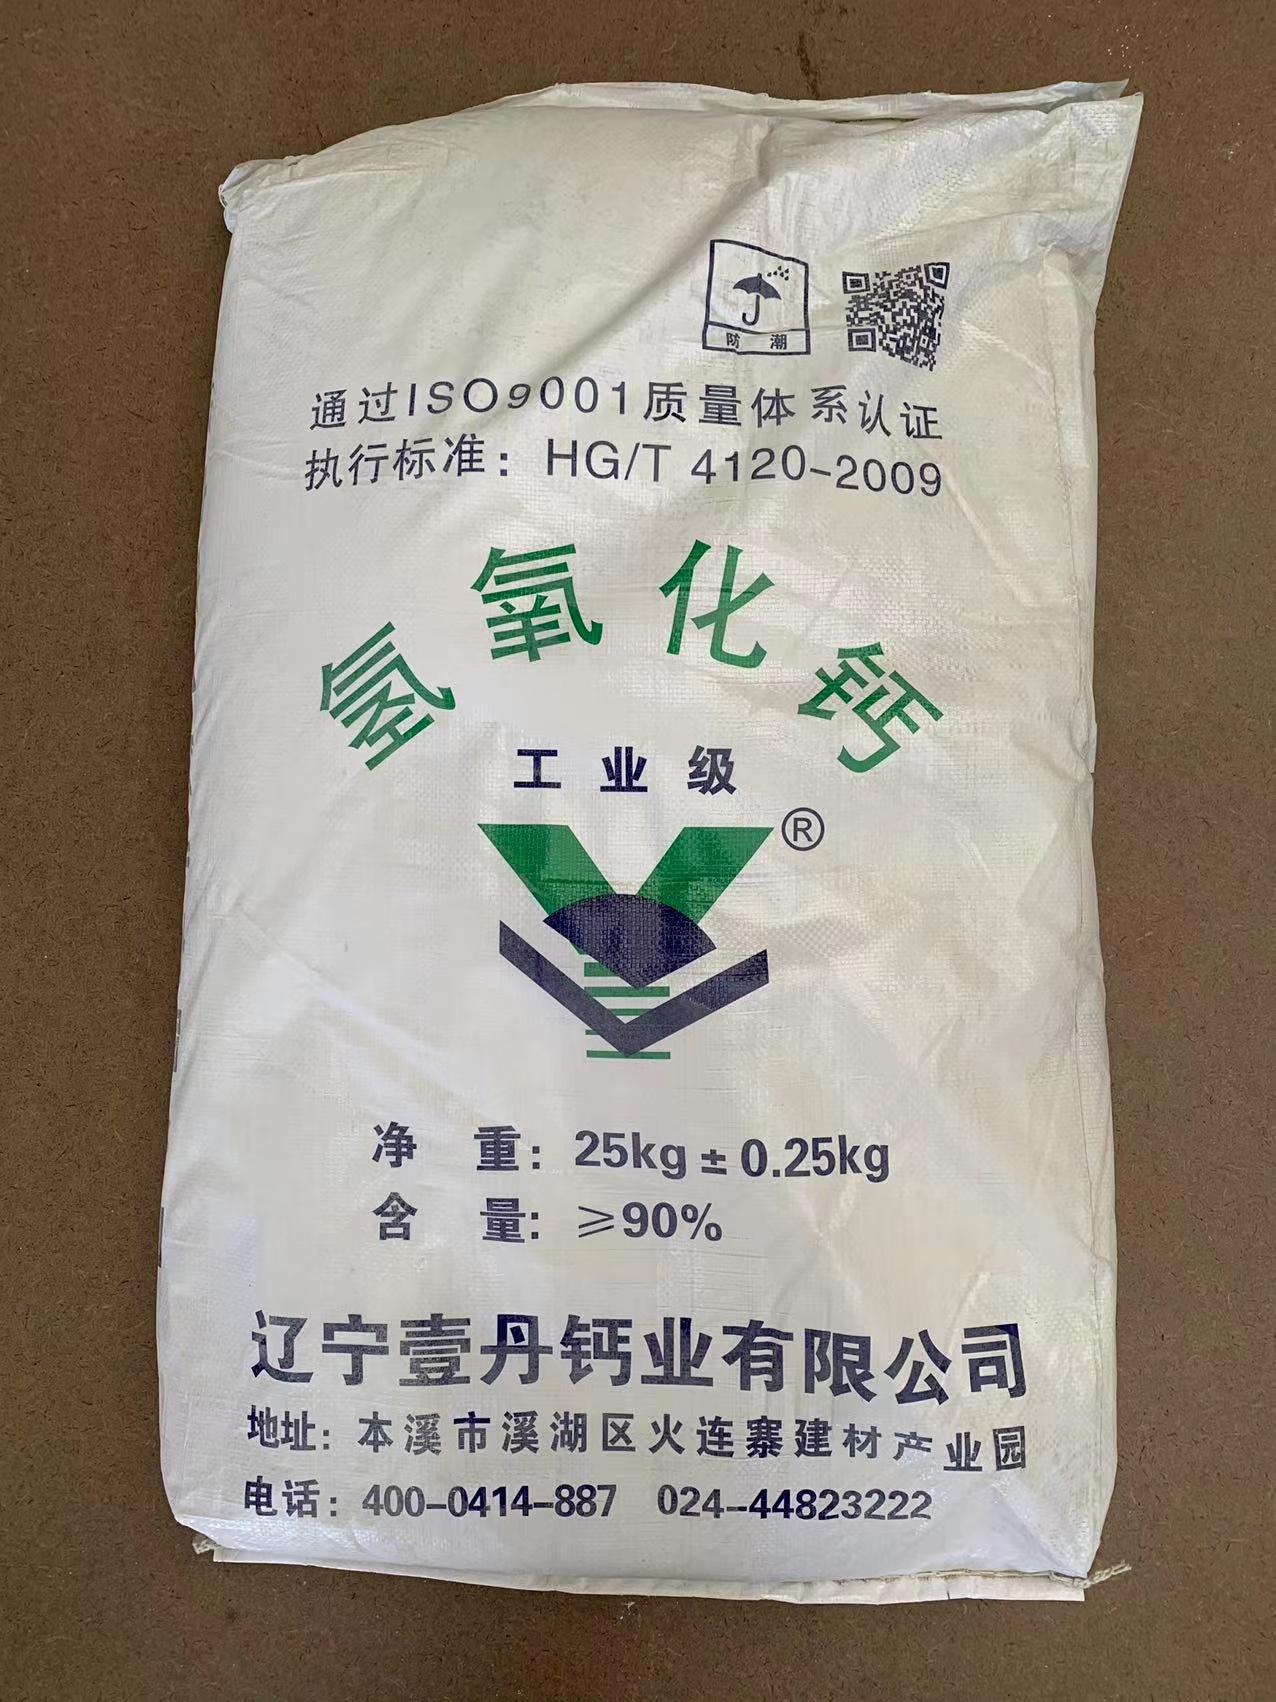 防 潮
通过ISO9001质量体系认证
执行标准：HG/T 4120-2009
氢氧化钙
工业级
®
净 重：25kg±0.25kg
含 量：≥90%
辽宁壹丹钙业有限公司
地址：本溪市溪湖区火连寨建材产业园
电话：400-0414-887 024-44823222